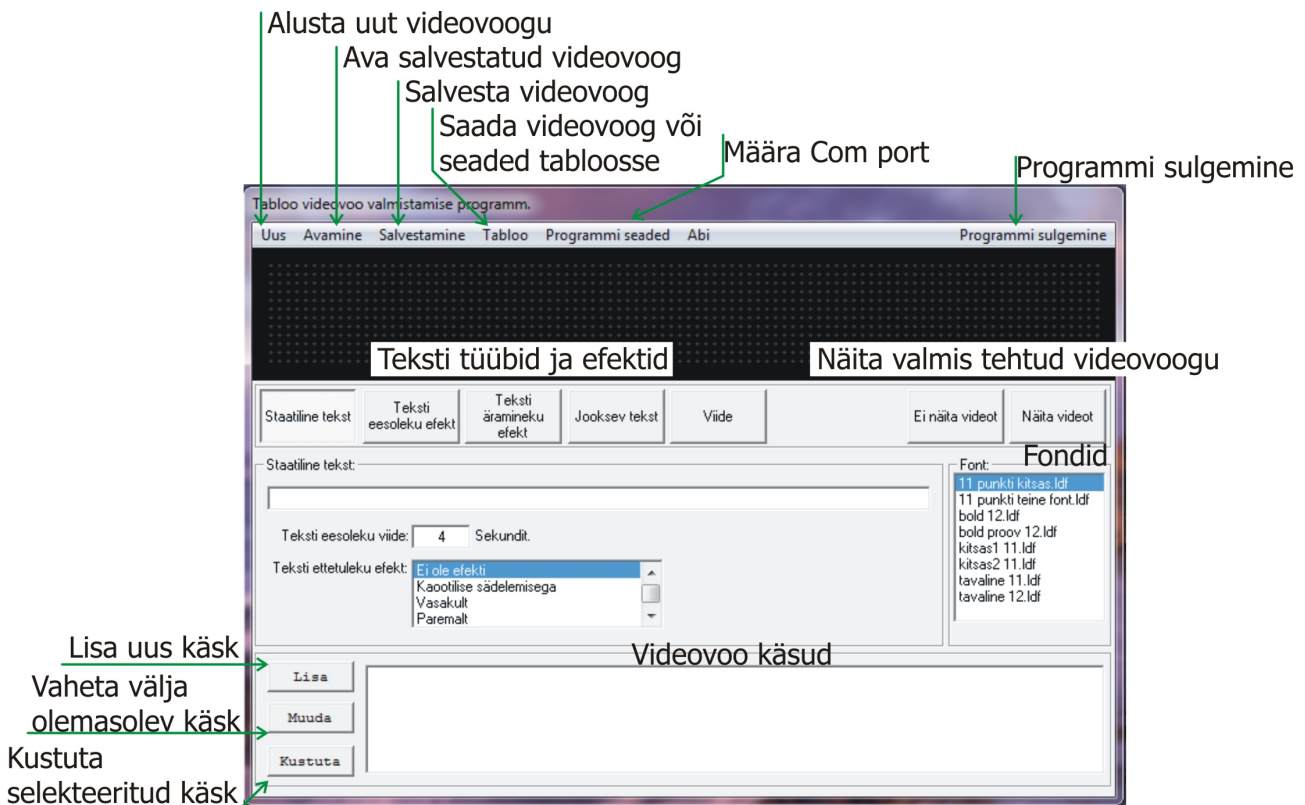 Alusta uut videovoogu
Ava salvestatud videovoog
Salvesta videovoog
Saada videovoog või
seaded tabloosse
Määra Com port
Programmi sulgemine
Tabloo videovoo valmistamise programm.
Uus Avamine Salvestamine Tabloo Programmi seaded Abi Programmi sulgemine
Teksti tüübid ja efektid
Näita valmis tehtud videovoogu
Staatiline tekst
Teksti
eesoleku efekt
Teksti
äramineku
efekt
Jooksev tekst
Viide
Ei näita videot
Näita videot
Fondid
Staatiline tekst:
Teksti eesoleku viide: 4 Sekundit.
Teksti ettetuleku efekt:
Ei ole efekti
Kaootilise sädelemisega
Vasakult
Paremalt
Font:
11 punkti kitsas.ldf
11 punkti teine font.ldf
bold 12.ldf
bold proov 12.ldf
kitsas1 11.ldf
kitsas2 11.ldf
tavaline 11.ldf
tavaline 12.ldf
Videovoo käsud
Lisa uus käsk
Lisa
Vaheta välja
olemasolev käsk
Muuda
Kustuta
selekteeritud käsk
Kustuta